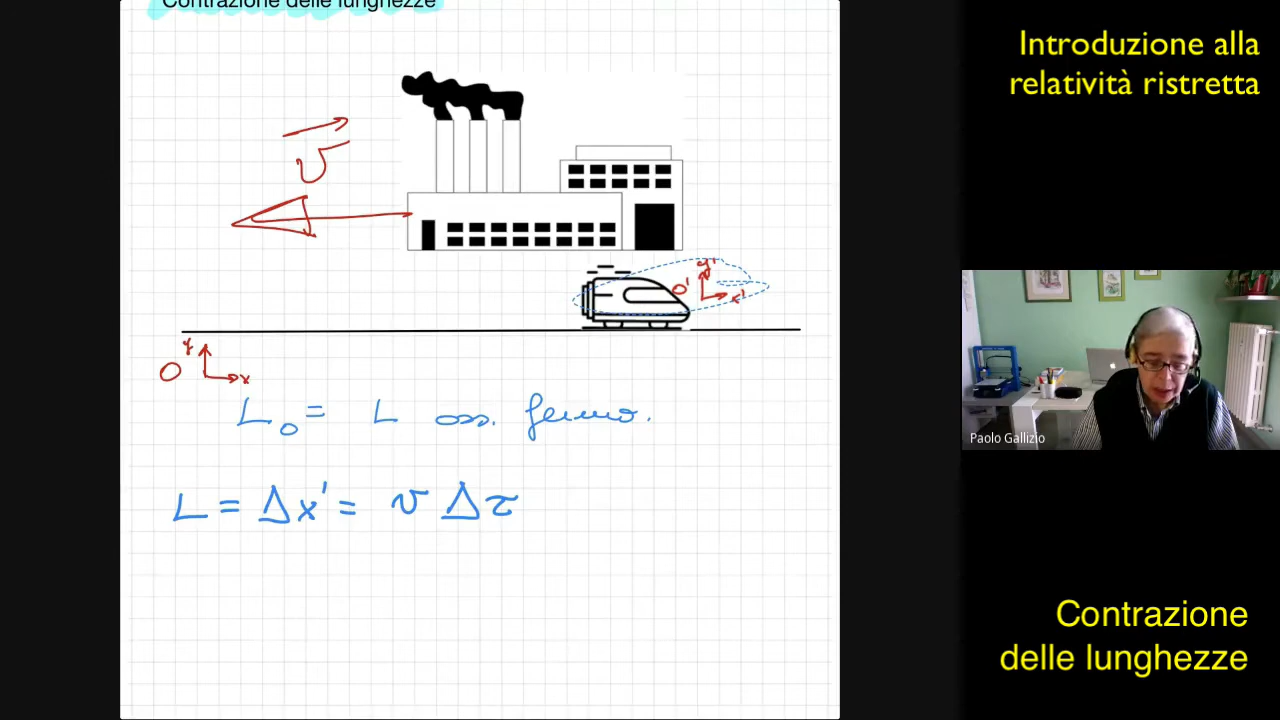 Contrazione delle lunghezze
Introduzione alla
relatività ristretta
v
y'
O' x'
y
O x
L₀ = L oss. fermo.
Paolo Gallizio
L = Δx' = v Δτ
Contrazione
delle lunghezze